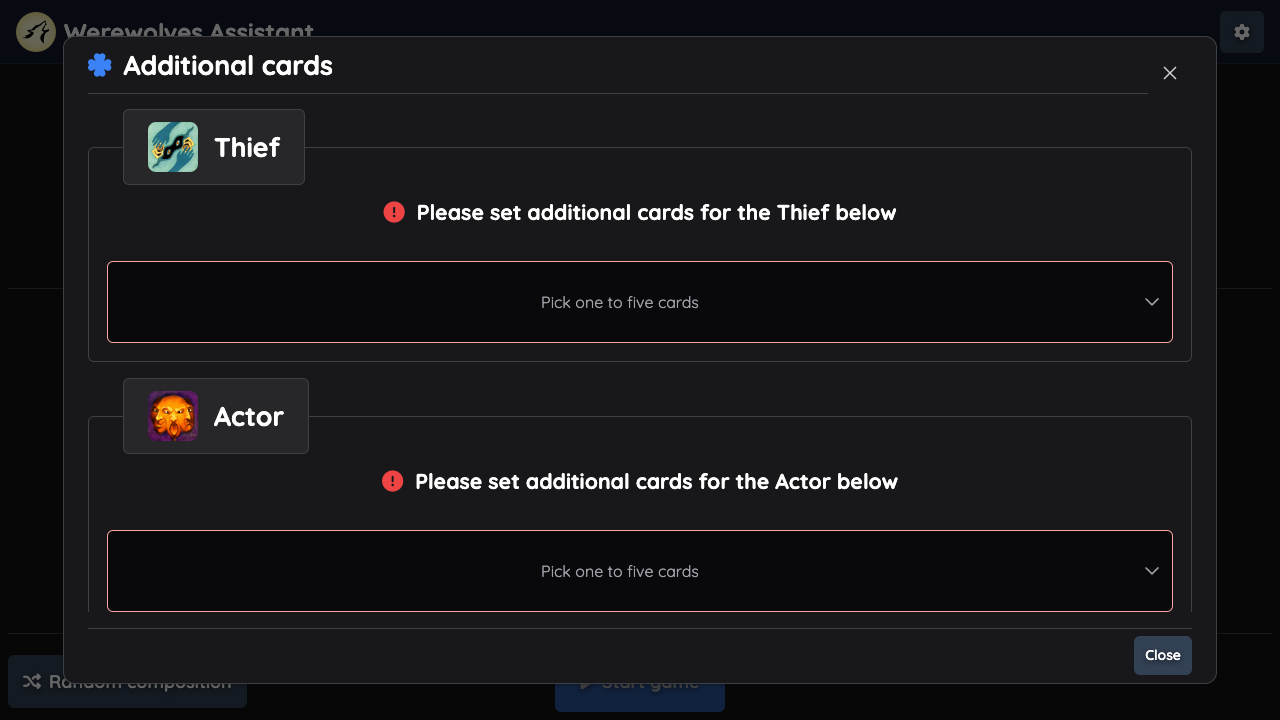 Werewolves Assistant
Additional cards
Thief
Please set additional cards for the Thief below
Pick one to five cards
Actor
Please set additional cards for the Actor below
Pick one to five cards
Close
Random composition
Start game